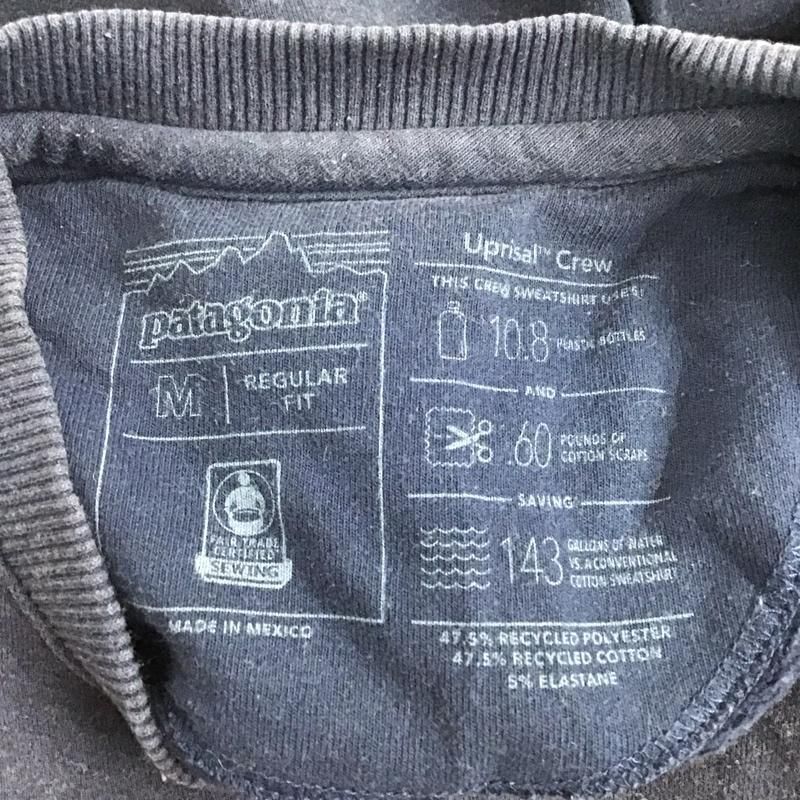 patagonia®
M
REGULAR
FIT
FAIR TRADE
CERTIFIED™
SEWING
MADE IN MEXICO
Uprisal™ Crew
THIS CREW SWEATSHIRT USES:
10.8 PLASTIC BOTTLES
AND
.60 POUNDS OF
COTTON SCRAPS
SAVING
143 GALLONS OF WATER
VS. A CONVENTIONAL
COTTON SWEATSHIRT
47.5% RECYCLED POLYESTER
47.5% RECYCLED COTTON
5% ELASTANE